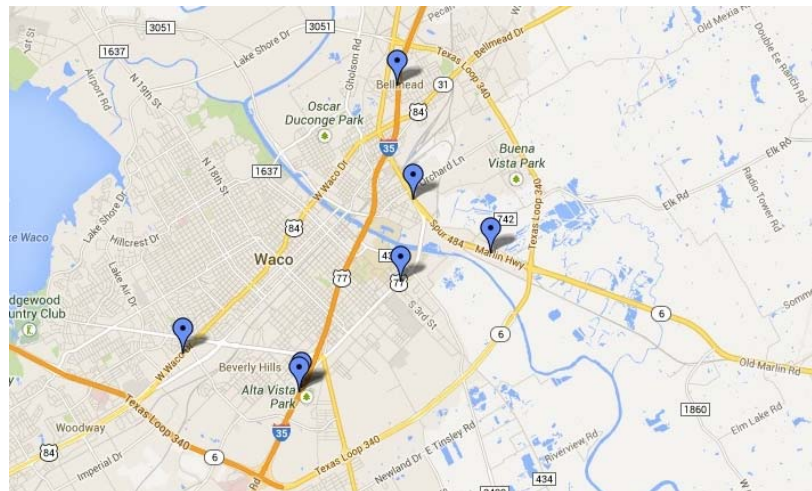 3051
Lake Shore Dr
3051
Pecan
Bellmead Dr
Old Mexia Rd
1637
Gholson Rd
Texas Loop 340
Double Ee Ranch Rd
Airport Rd
N 19th St
Bellmead
31
84
Oscar
Duconge Park
35
Buena
Vista Park
Elk Rd
N 18th St
1637
W Waco Dr
Orchard Ln
Texas Loop 340
Radio Tower Rd
Lake Shore Dr
Elk Rd
742
84
Spur 484
Hillcrest Dr
Waco
Marlin Hwy
77
77
Lake Air Dr
S 3rd St
6
6
Country Club
W Waco Dr
Beverly Hills
Old Marlin Rd
Alta Vista
Park
Woodway
Texas Loop 340
35
1860
Elm Lake Rd
84
Imperial Dr
6
Texas Loop 340
E Tinsley Rd
Riverview Rd
Newland Dr
434
Rd